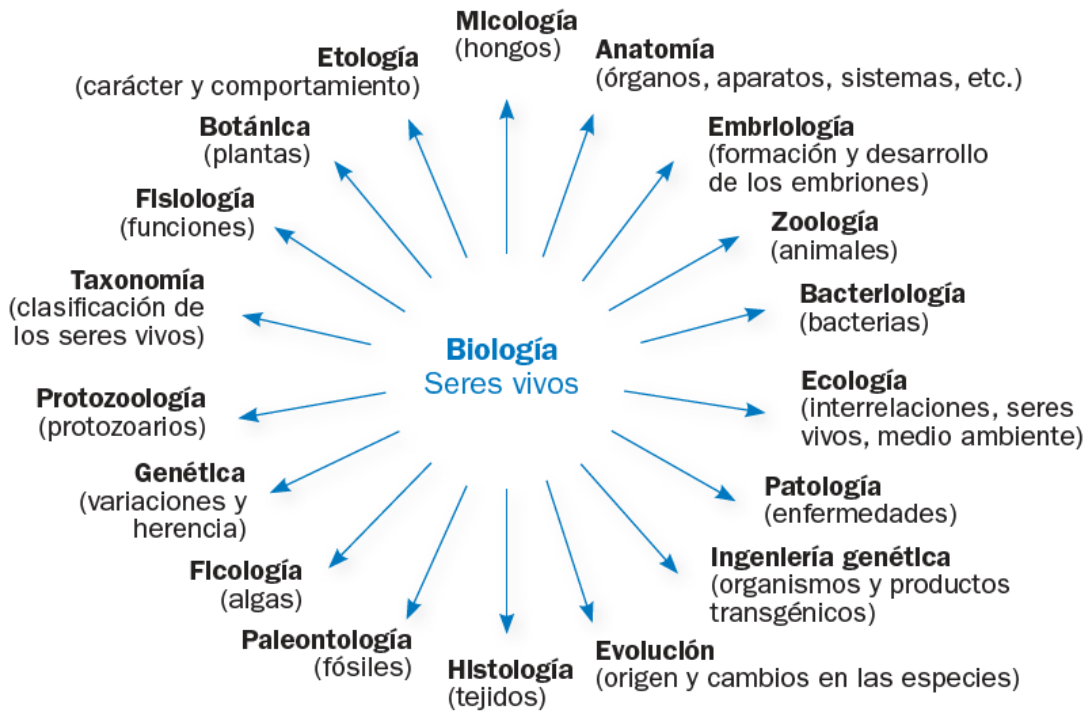 Micología
(hongos)
Anatomía
(órganos, aparatos, sistemas, etc.)
Embriología
(formación y desarrollo
de los embriones)
Zoología
(animales)
Bacteriología
(bacterias)
Ecología
(interrelaciones, seres
vivos, medio ambiente)
Patología
(enfermedades)
Ingeniería genética
(organismos y productos
transgénicos)
Evolución
(origen y cambios en las especies)
Histología
(tejidos)
Paleontología
(fósiles)
Ficología
(algas)
Genética
(variaciones y
herencia)
Protozoología
(protozoarios)
Taxonomía
(clasificación de
los seres vivos)
Fisiología
(funciones)
Botánica
(plantas)
Etología
(carácter y comportamiento)
Biología
Seres vivos